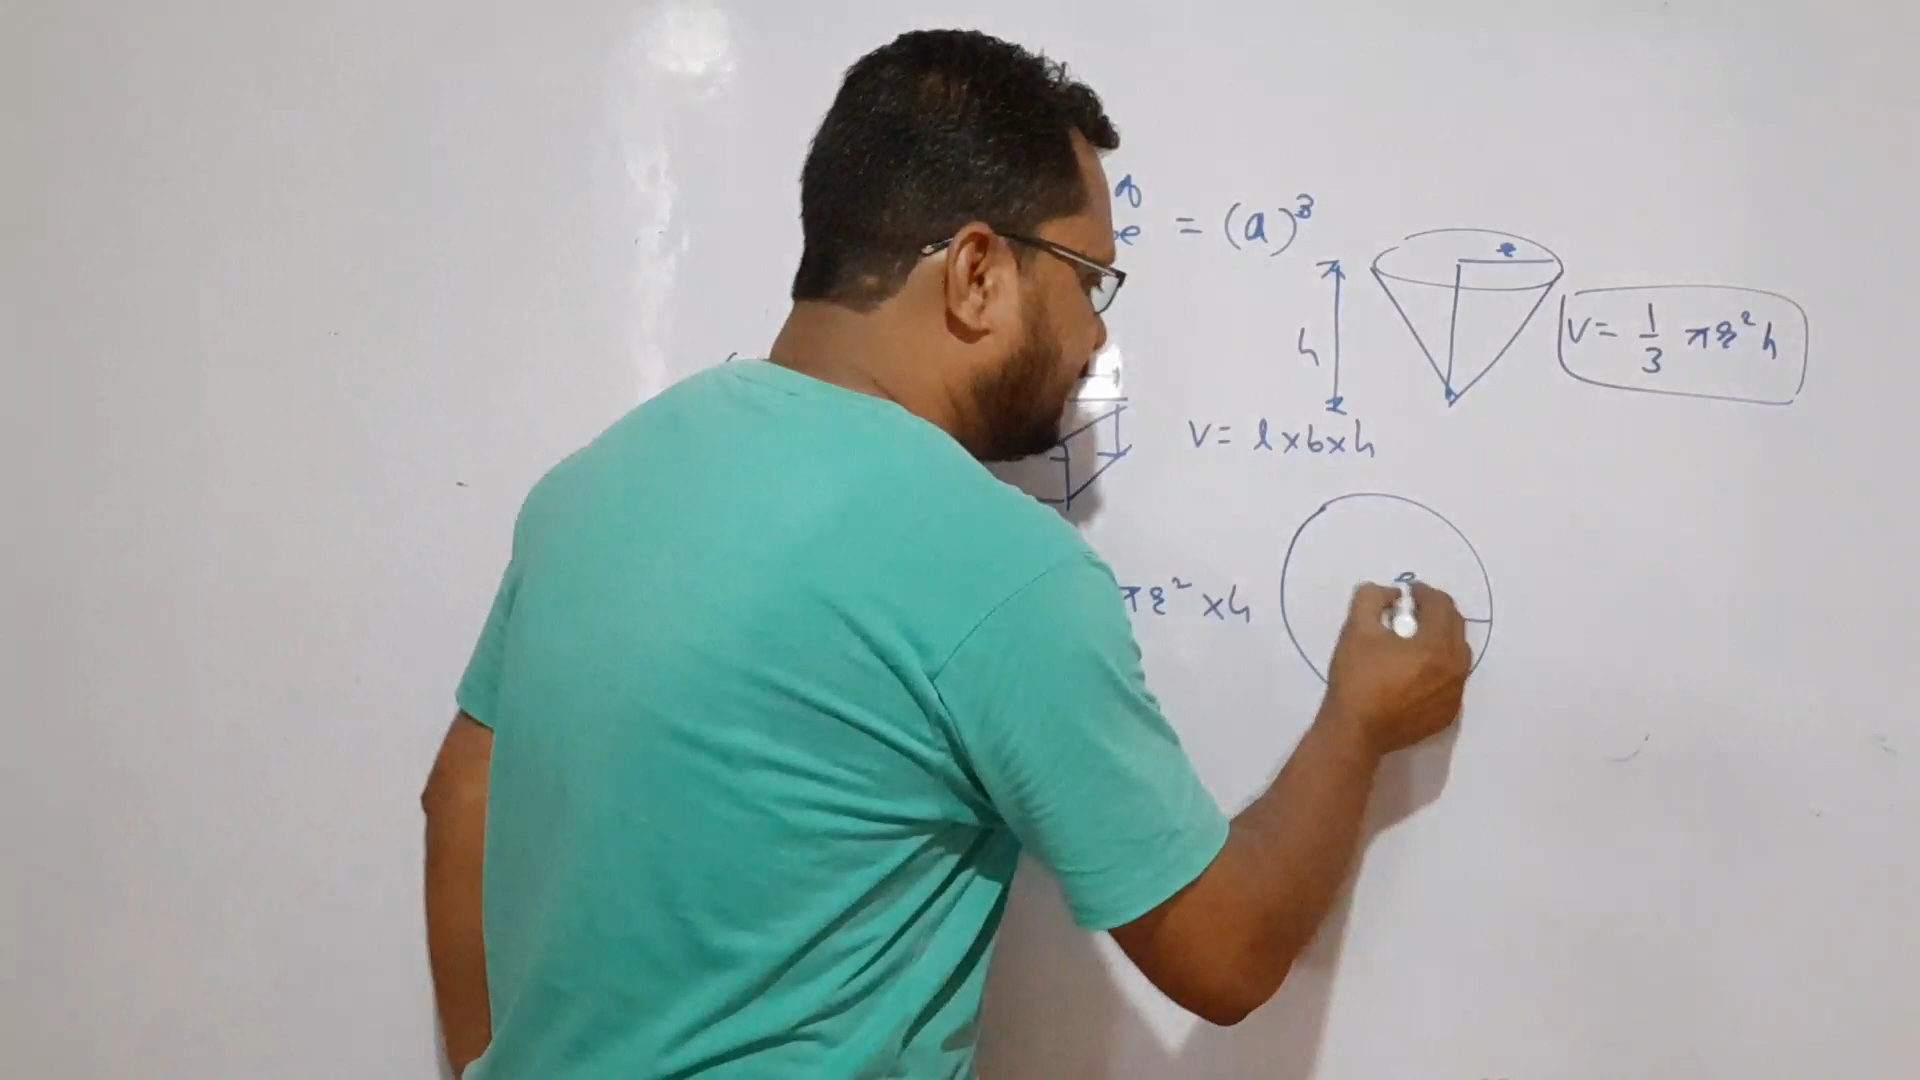 = (a)³
r
h
V = 1/3 πr²h
V = l×b×h
πr² × h